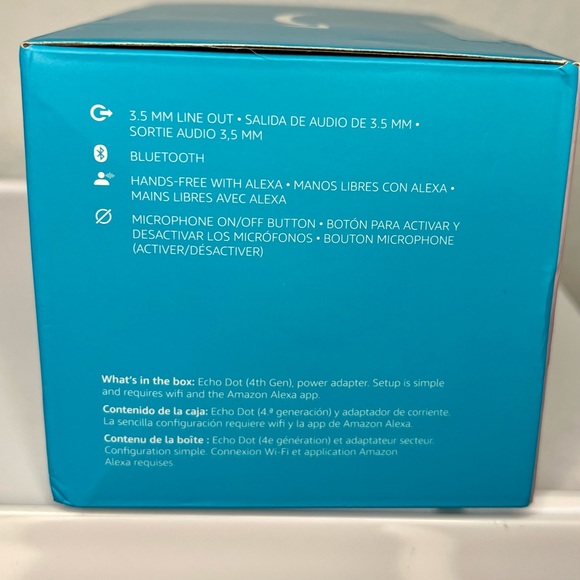 3.5 MM LINE OUT • SALIDA DE AUDIO DE 3.5 MM •
SORTIE AUDIO 3,5 MM
BLUETOOTH
HANDS-FREE WITH ALEXA • MANOS LIBRES CON ALEXA •
MAINS LIBRES AVEC ALEXA
MICROPHONE ON/OFF BUTTON • BOTÓN PARA ACTIVAR Y
DESACTIVAR LOS MICRÓFONOS • BOUTON MICROPHONE
(ACTIVER/DÉSACTIVER)
What's in the box: Echo Dot (4th Gen), power adapter. Setup is simple
and requires wifi and the Amazon Alexa app.
Contenido de la caja: Echo Dot (4.ª generación) y adaptador de corriente.
La sencilla configuración requiere wifi y la app de Amazon Alexa.
Contenu de la boîte : Echo Dot (4e génération) et adaptateur secteur.
Configuration simple. Connexion Wi-Fi et application Amazon
Alexa requises.